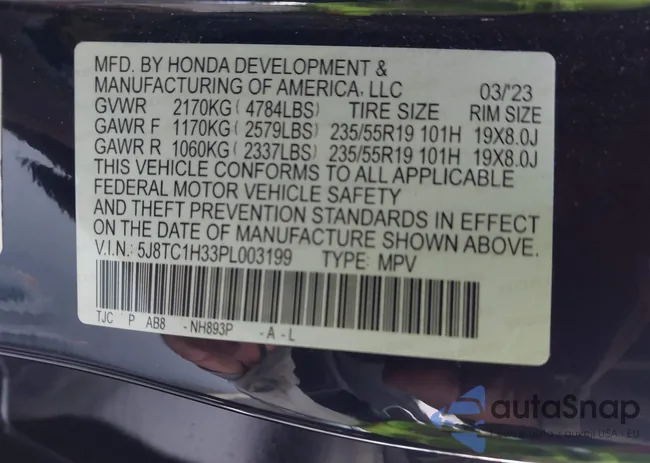 MFD. BY HONDA DEVELOPMENT &
MANUFACTURING OF AMERICA, LLC 03/'23
GVWR 2170KG(4784LBS) TIRE SIZE RIM SIZE
GAWR F 1170KG(2579LBS) 235/55R19 101H 19X8.0J
GAWR R 1060KG(2337LBS) 235/55R19 101H 19X8.0J
THIS VEHICLE CONFORMS TO ALL APPLICABLE
FEDERAL MOTOR VEHICLE SAFETY
AND THEFT PREVENTION STANDARDS IN EFFECT
ON THE DATE OF MANUFACTURE SHOWN ABOVE.
V.I.N.: 5J8TC1H33PL003199 TYPE: MPV
TJC P AB8 - NH893P - A - L
autaSnap
USA - EU